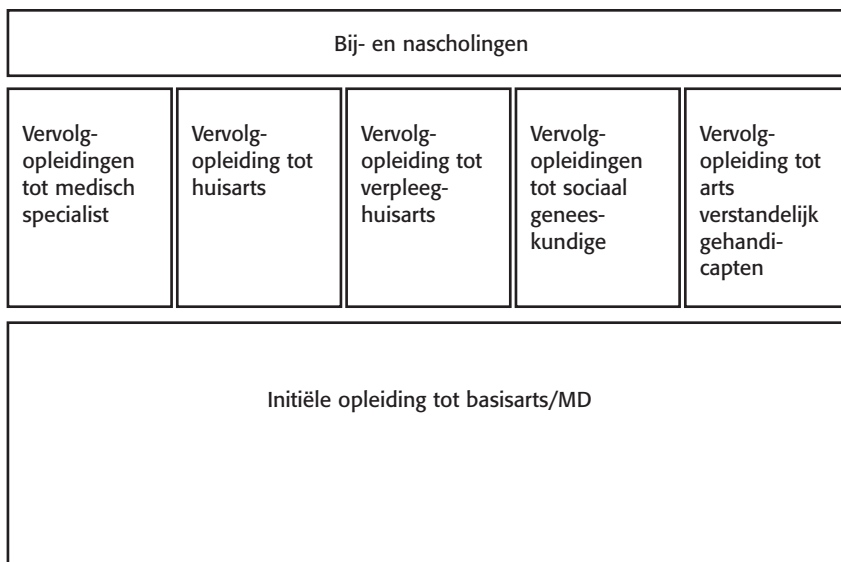 Bij- en nascholingen
Vervolg-
opleidingen
tot medisch
specialist
Vervolg-
opleiding tot
huisarts
Vervolg-
opleiding tot
verpleeg-
huisarts
Vervolg-
opleidingen
tot sociaal
genees-
kundige
Vervolg-
opleiding tot
arts
verstandelijk
gehandi-
capten
Initiële opleiding tot basisarts/MD